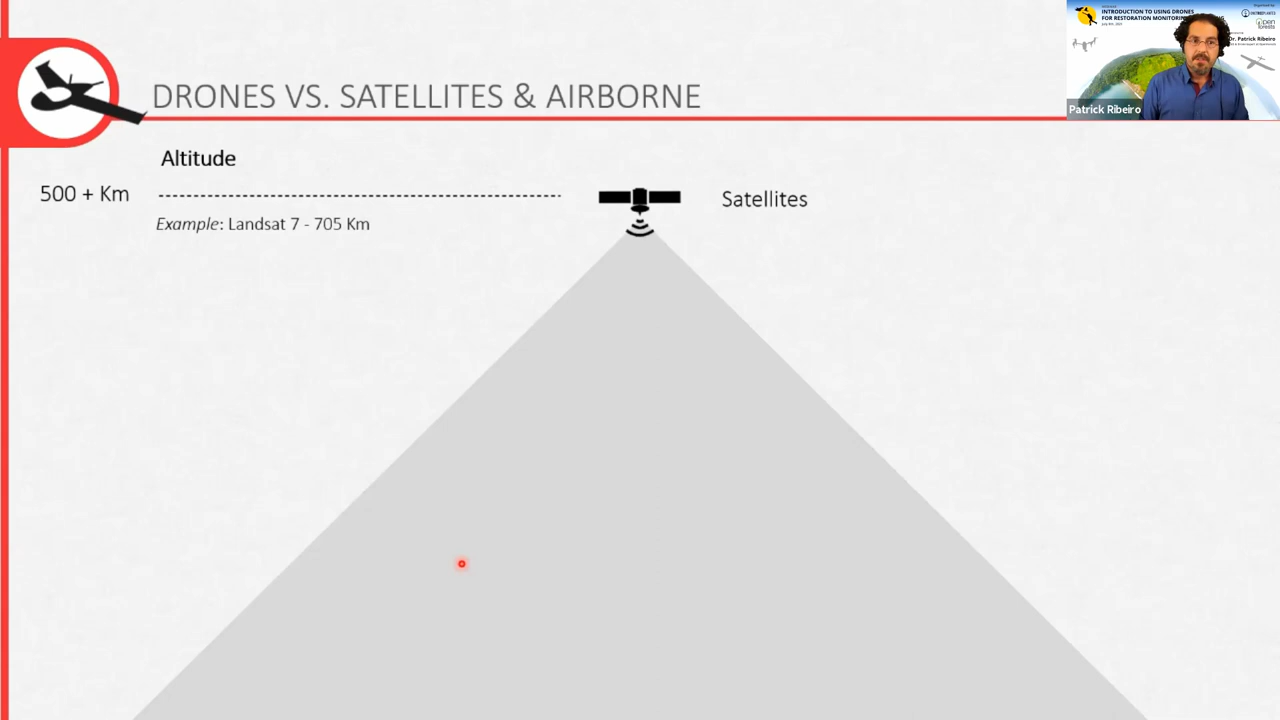 DRONES VS. SATELLITES & AIRBORNE
INTRODUCTION TO USING DRONES
FOR RESTORATION
Dr. Patrick Ribeiro
Patrick Ribeiro
Altitude
500 + Km
Satellites
Example: Landsat 7 - 705 Km